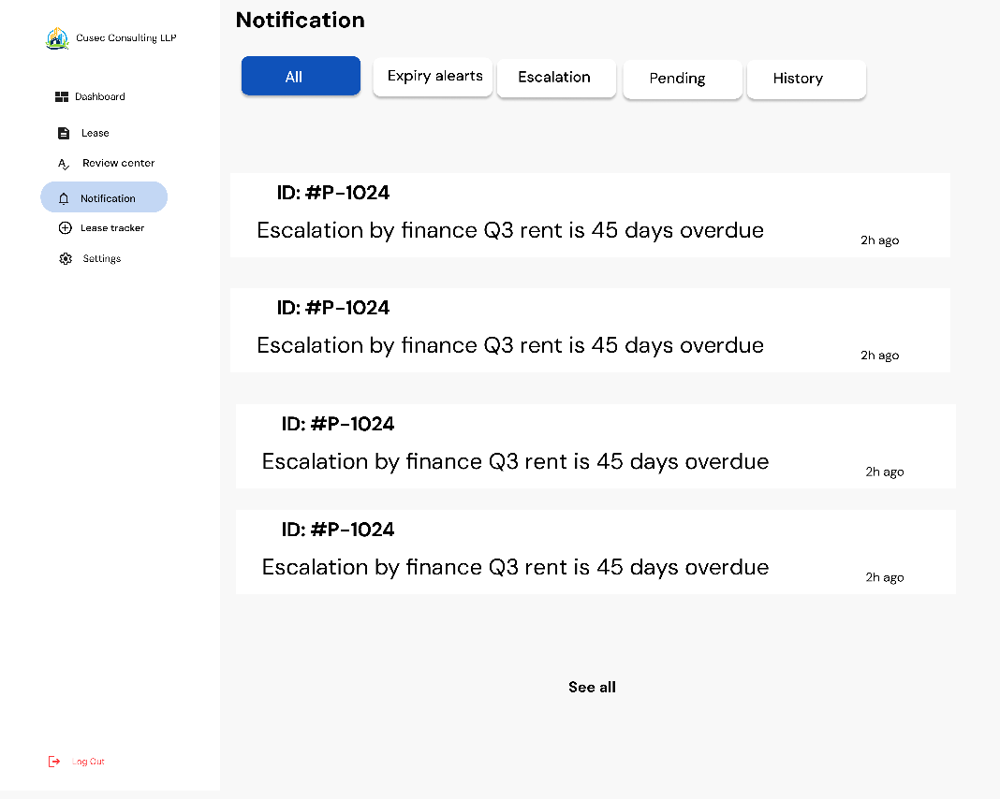 Cusec Consulting LLP
Dashboard
Lease
Review center
Notification
Lease tracker
Settings
Log Out
Notification
All
Expiry alearts
Escalation
Pending
History
ID: #P-1024
Escalation by finance Q3 rent is 45 days overdue
2h ago
ID: #P-1024
Escalation by finance Q3 rent is 45 days overdue
2h ago
ID: #P-1024
Escalation by finance Q3 rent is 45 days overdue
2h ago
ID: #P-1024
Escalation by finance Q3 rent is 45 days overdue
2h ago
See all